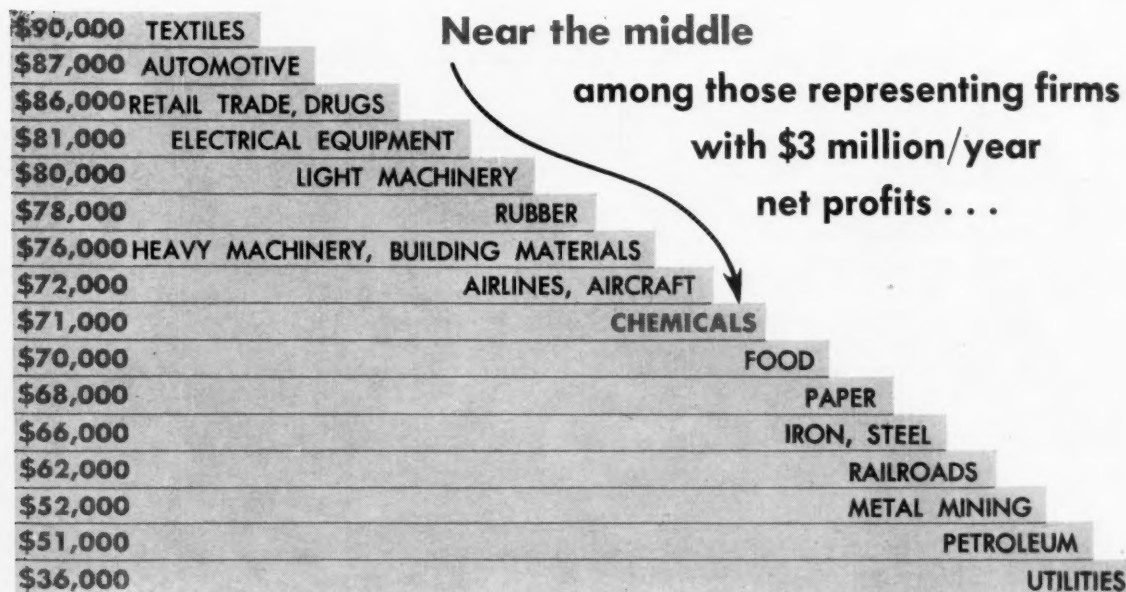 Near the middle
among those representing firms
with $3 million/year
net profits . . .
$90,000 TEXTILES
$87,000 AUTOMOTIVE
$86,000 RETAIL TRADE, DRUGS
$81,000 ELECTRICAL EQUIPMENT
$80,000 LIGHT MACHINERY
$78,000 RUBBER
$76,000 HEAVY MACHINERY, BUILDING MATERIALS
$72,000 AIRLINES, AIRCRAFT
$71,000 CHEMICALS
$70,000 FOOD
$68,000 PAPER
$66,000 IRON, STEEL
$62,000 RAILROADS
$52,000 METAL MINING
$51,000 PETROLEUM
$36,000 UTILITIES